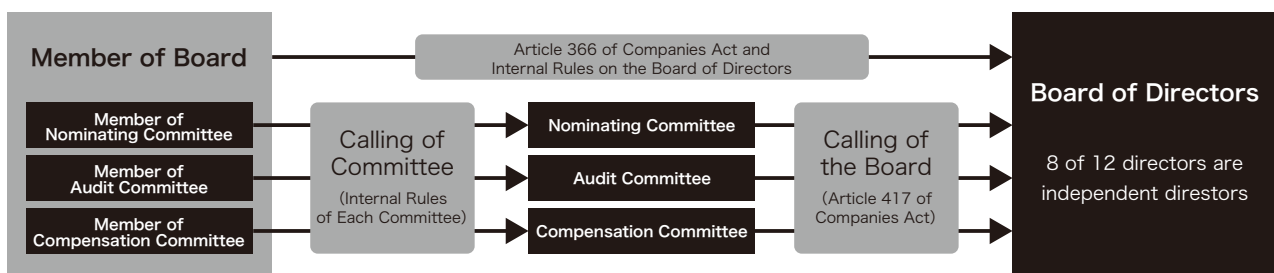 Member of Board
Article 366 of Companies Act and
Internal Rules on the Board of Directors
Member of
Nominating Committee
Member of
Audit Committee
Member of
Compensation Committee
Calling of
Committee
(Internal Rules
of Each Committee)
Nominating Committee
Audit Committee
Compensation Committee
Calling of
the Board
(Article 417 of
Companies Act)
Board of Directors
8 of 12 directors are
independent direstors